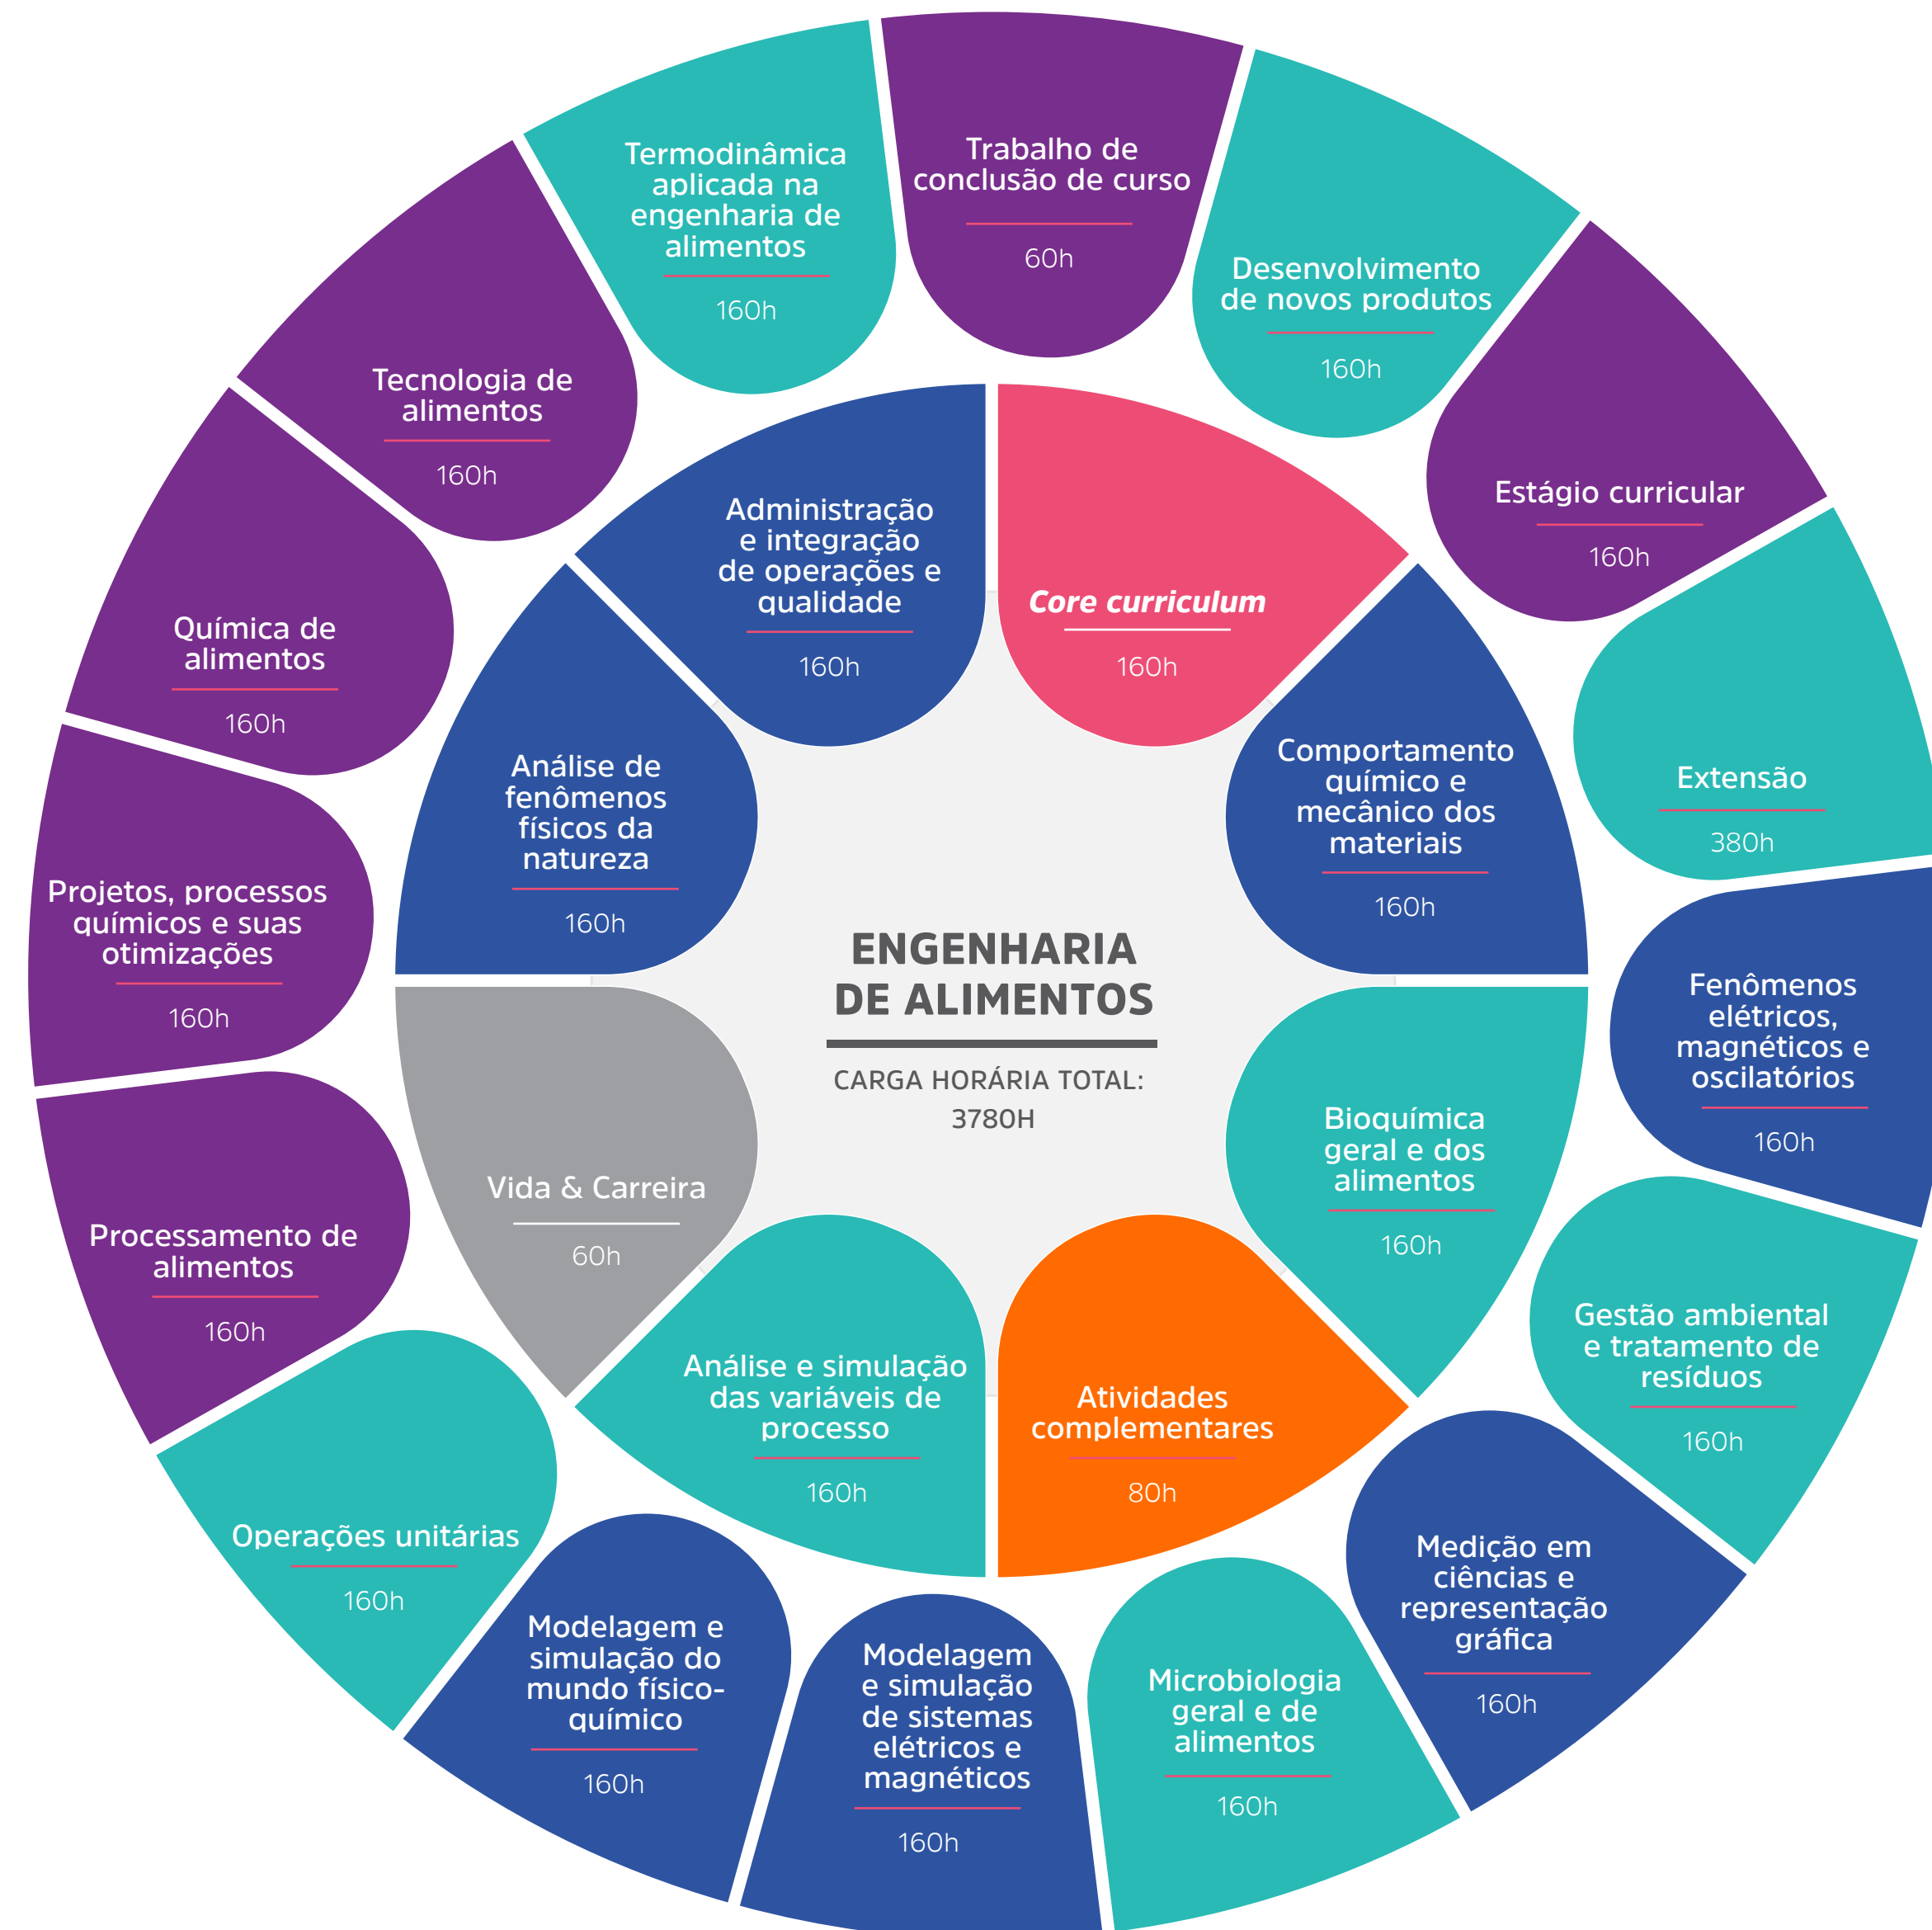 Trabalho de
conclusão de curso
60h
Desenvolvimento
de novos produtos
160h
Estágio curricular
160h
Extensão
380h
Fenômenos
elétricos,
magnéticos e
oscilatórios
160h
Gestão ambiental
e tratamento de
resíduos
160h
Medição em
ciências e
representação
gráfica
160h
Microbiologia
geral e de
alimentos
160h
Modelagem
e simulação
de sistemas
elétricos e
magnéticos
160h
Modelagem e
simulação do
mundo físico-
químico
160h
Operações unitárias
160h
Processamento de
alimentos
160h
Projetos, processos
químicos e suas
otimizações
160h
Química de
alimentos
160h
Tecnologia de
alimentos
160h
Termodinâmica
aplicada na
engenharia de
alimentos
160h
Core curriculum
160h
Comportamento
químico e
mecânico dos
materiais
160h
Bioquímica
geral e dos
alimentos
160h
Atividades
complementares
80h
Análise e simulação
das variáveis de
processo
160h
Vida & Carreira
60h
Análise de
fenômenos
físicos da
natureza
160h
Administração
e integração
de operações e
qualidade
160h
ENGENHARIA
DE ALIMENTOS
CARGA HORÁRIA TOTAL:
3780H